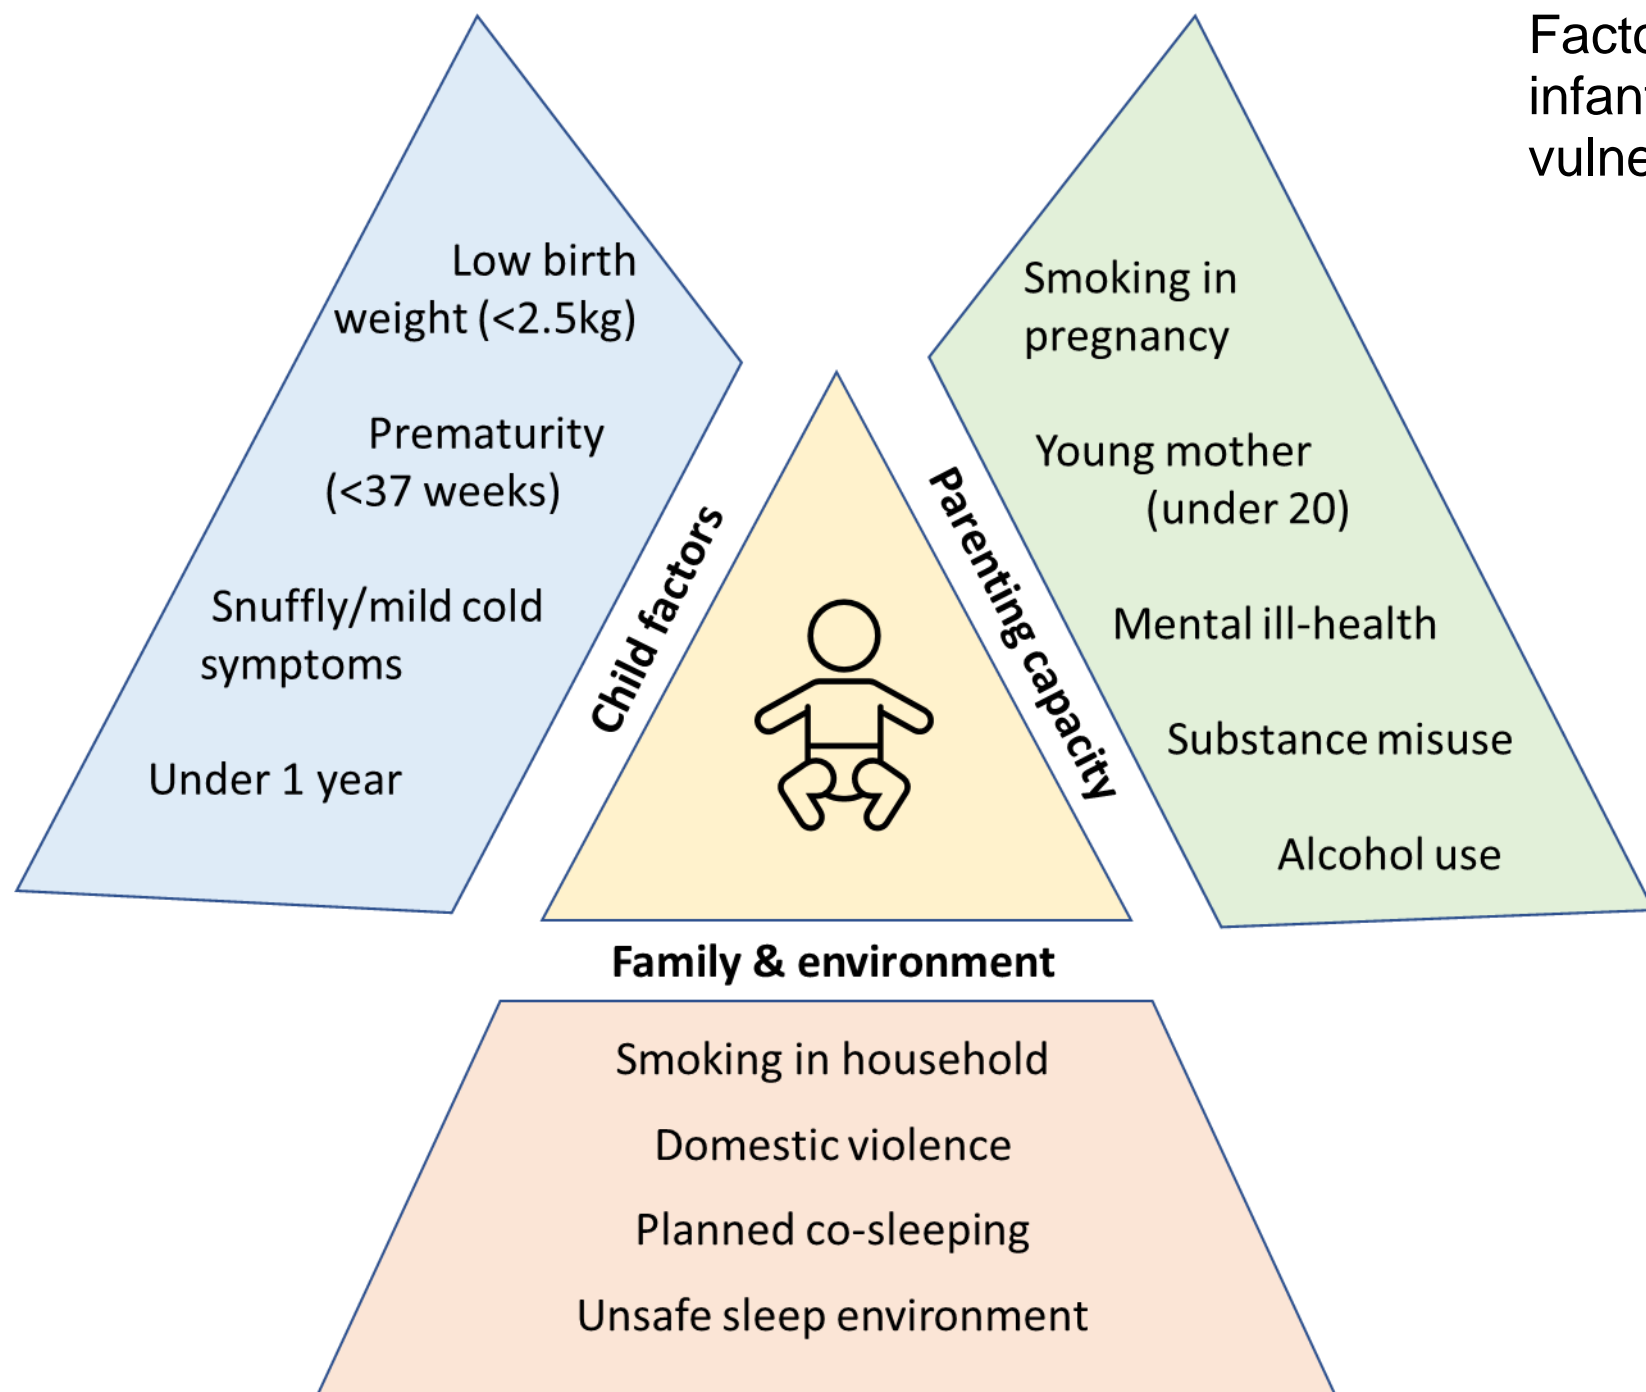 Low birth
weight (<2.5kg)
Prematurity
(<37 weeks)
Snuffly/mild cold
symptoms
Under 1 year
Child factors
Smoking in
pregnancy
Young mother
(under 20)
Mental ill-health
Substance misuse
Alcohol use
Parenting capacity
Family & environment
Smoking in household
Domestic violence
Planned co-sleeping
Unsafe sleep environment